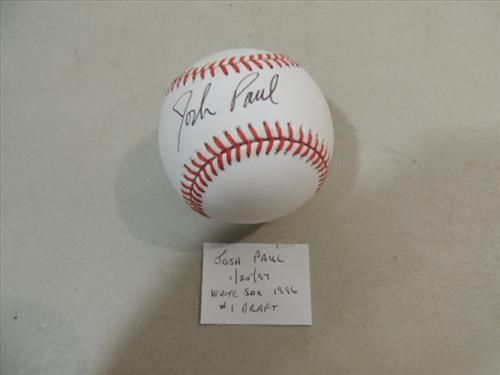 Josh Paul
JOSH PAUL
1/25/97
WHITE SOX 1996
#1 DRAFT